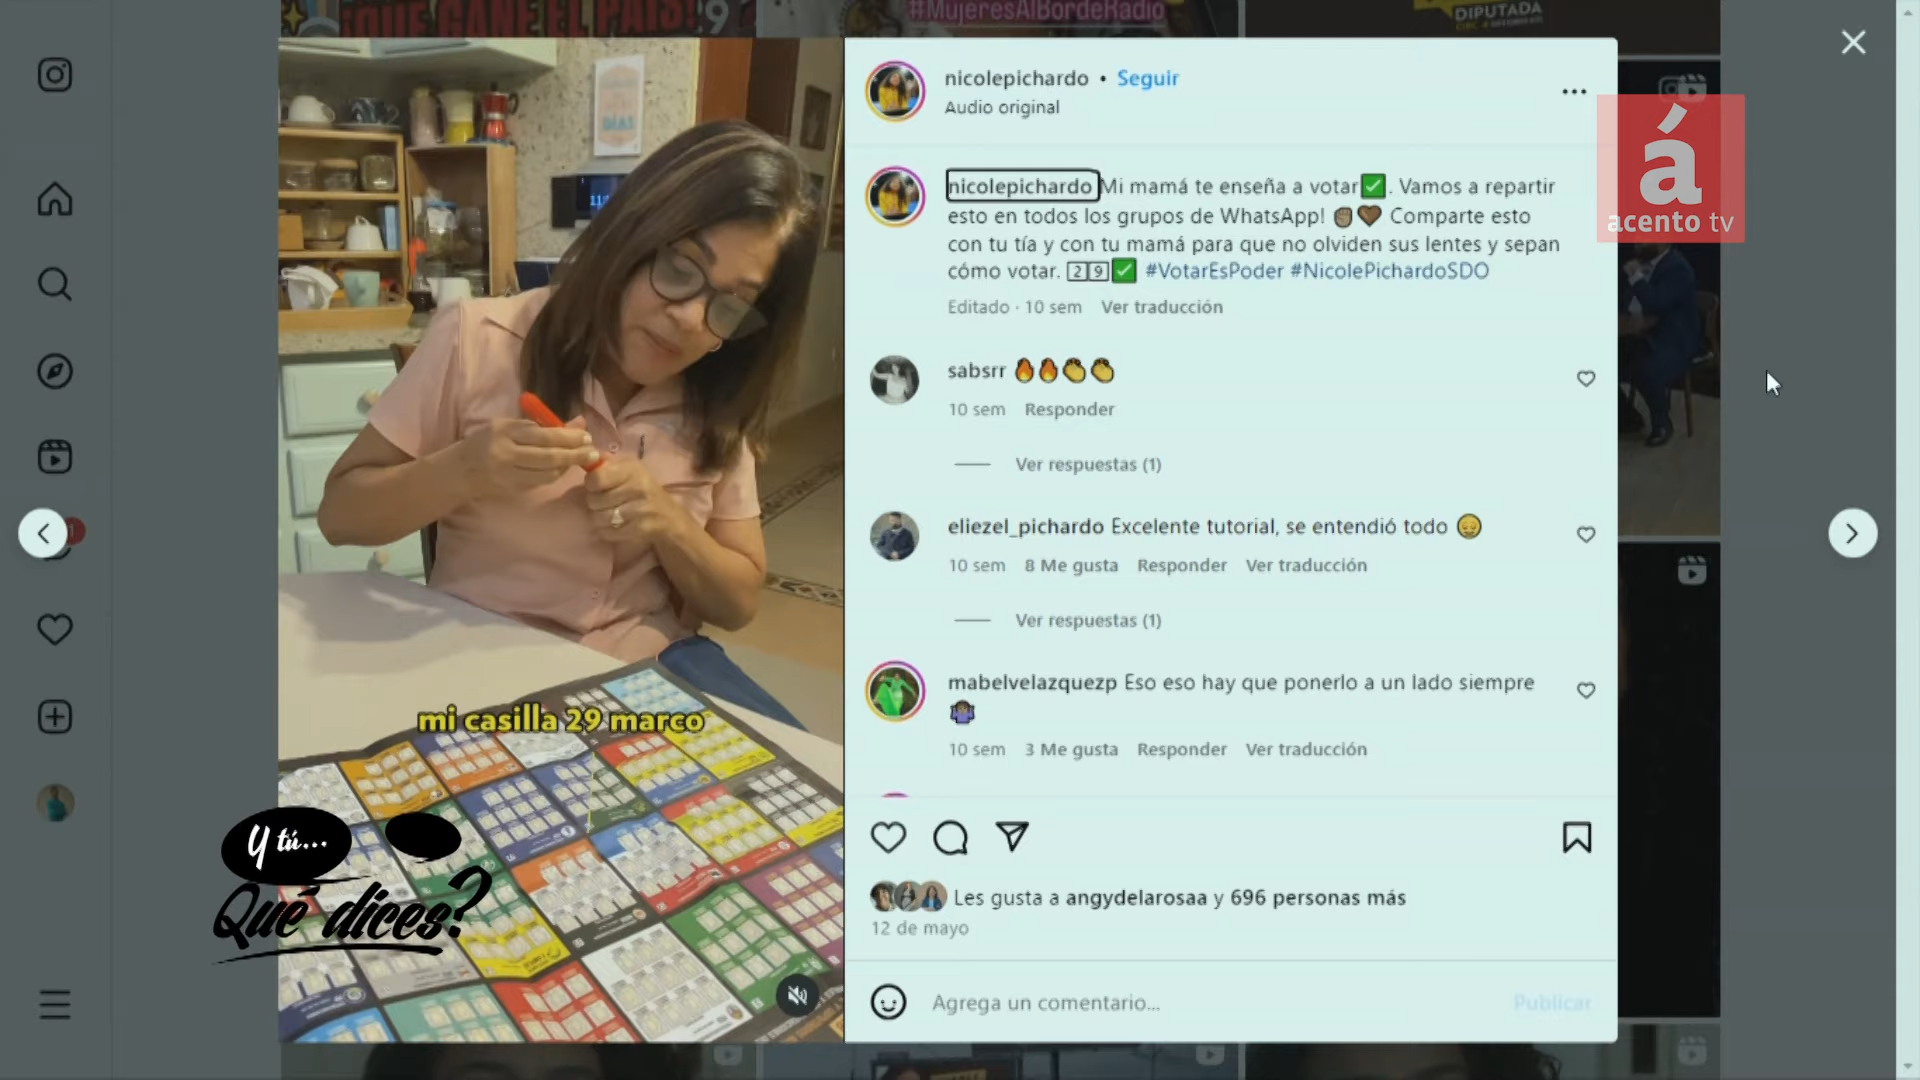 ¡QUE GANE EL PAÍS!
#MujeresAlBordeRadio
DIPUTADA
nicolepichardo • Seguir
Audio original
á
acento tv
nicolepichardo Mi mamá te enseña a votar✅. Vamos a repartir
esto en todos los grupos de WhatsApp! ✊🏾🤎 Comparte esto
con tu tía y con tu mamá para que no olviden sus lentes y sepan
cómo votar. 2️⃣9️⃣✅ #VotarEsPoder #NicolePichardoSDO
Editado · 10 sem Ver traducción
sabsrr 🔥🔥👏👏
10 sem Responder
Ver respuestas (1)
eliezel_pichardo Excelente tutorial, se entendió todo 😌
10 sem 8 Me gusta Responder Ver traducción
Ver respuestas (1)
mabelvelazquezp Eso eso hay que ponerlo a un lado siempre
🤷🏾‍♀️
10 sem 3 Me gusta Responder Ver traducción
DÍAS
mi casilla 29 marco
Y tú...
Qué dices?
Les gusta a angydelarosaa y 696 personas más
12 de mayo
Agrega un comentario...
Publicar